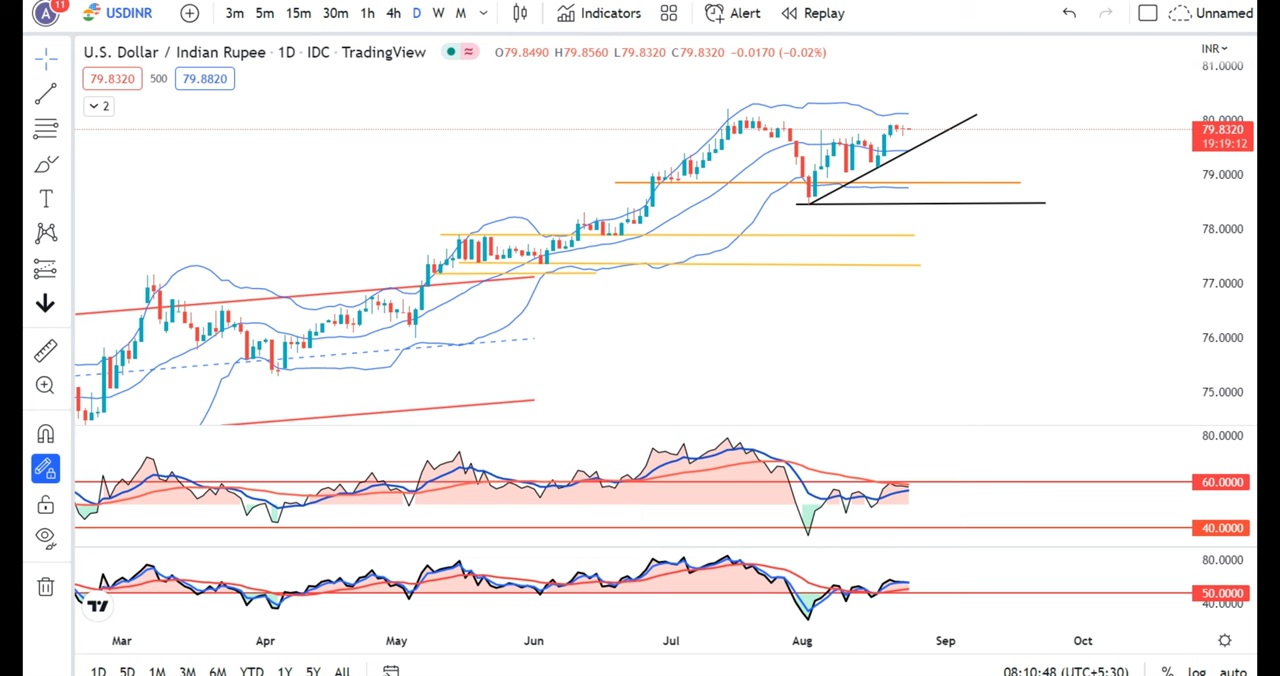 A 11 USDINR 3m 5m 15m 30m 1h 4h D W M Indicators Alert Replay Unnamed
U.S. Dollar / Indian Rupee · 1D · IDC · TradingView ≈ O79.8490 H79.8560 L79.8320 C79.8320 −0.0170 (−0.02%) INR
79.8320 500 79.8820
2
81.0000
80.0000
79.8320
19:19:12
79.0000
78.0000
77.0000
76.0000
75.0000
80.0000
60.0000
40.0000
80.0000
50.0000
40.0000
T
Mar Apr May Jun Jul Aug Sep Oct
1D 5D 1M 3M 6M YTD 1Y 5Y All 08:10:48 (UTC+5:30) % log auto